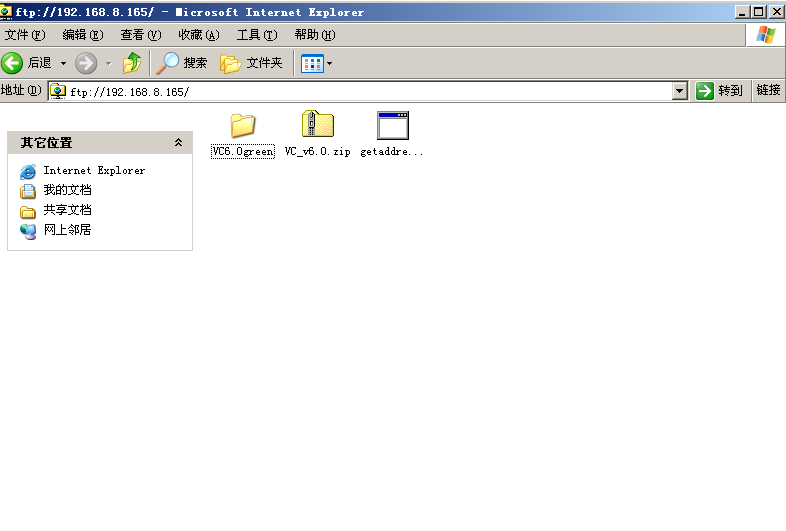 ftp://192.168.8.165/ - Microsoft Internet Explorer
文件(F) 编辑(E) 查看(V) 收藏(A) 工具(T) 帮助(H)
后退 搜索 文件夹
地址(D) ftp://192.168.8.165/ 转到 链接
其它位置
Internet Explorer
我的文档
共享文档
网上邻居
VC6.0green VC_v6.0.zip getaddre...